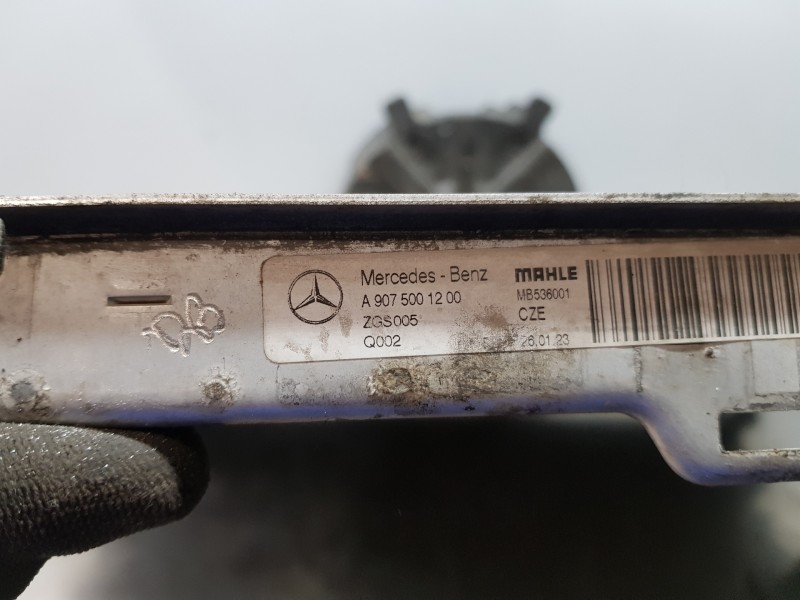 Mercedes - Benz MAHLE
A 907 500 12 00 MB536001
ZGS005 CZE
Q002 26.01.23